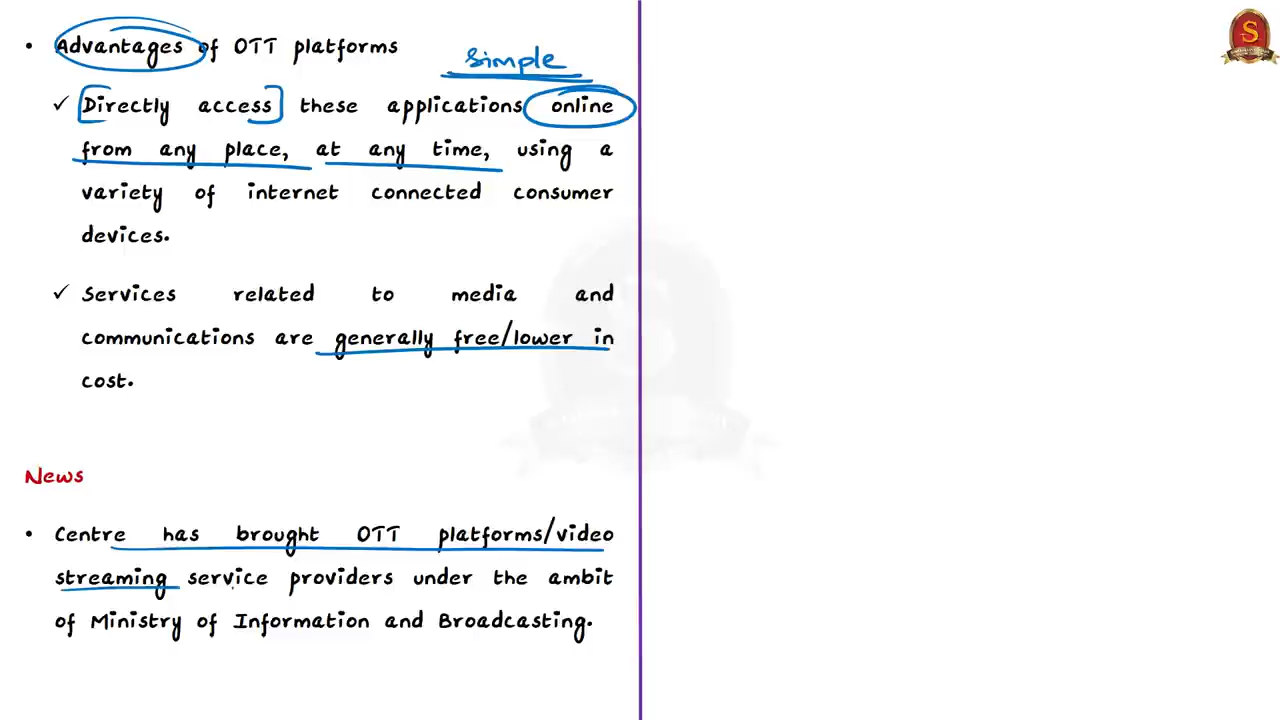 • Advantages of OTT platforms
simple
✓ Directly access these applications online
from any place, at any time, using a
variety of internet connected consumer
devices.
✓ Services related to media and
communications are generally free/lower in
cost.
News
• Centre has brought OTT platforms/video
streaming service providers under the ambit
of Ministry of Information and Broadcasting.
S